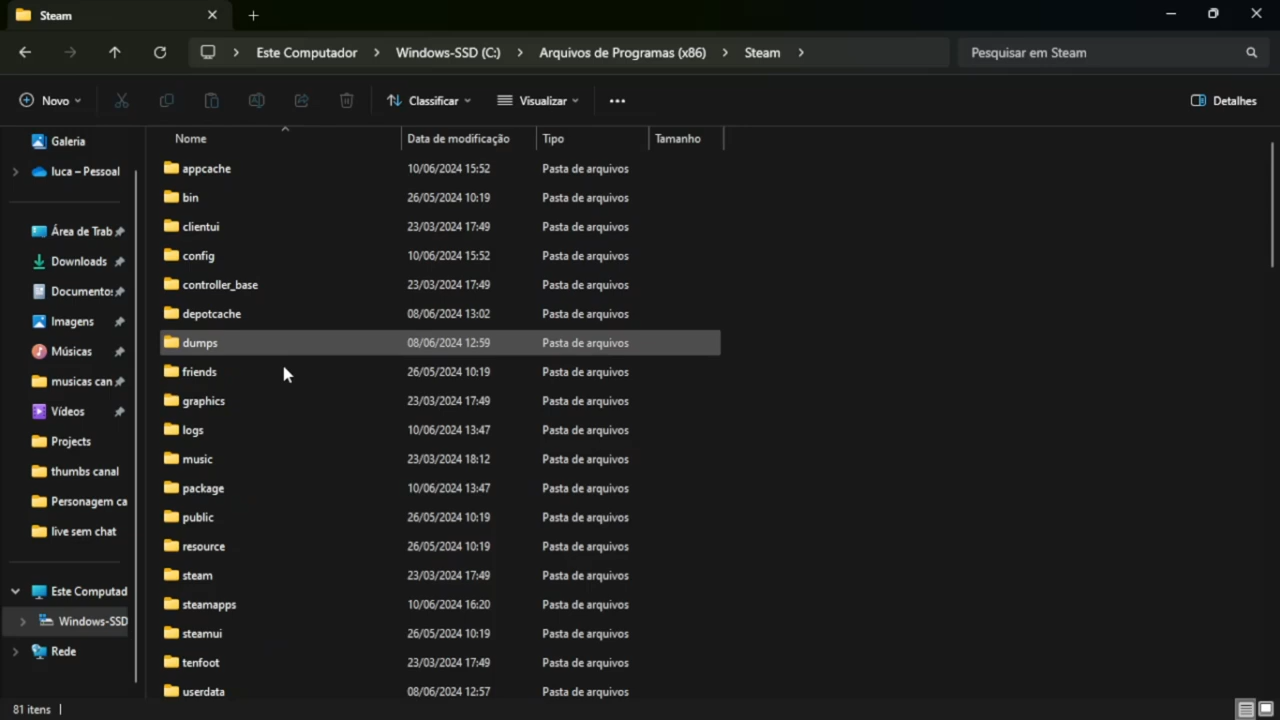 Steam
Este Computador > Windows-SSD (C:) > Arquivos de Programas (x86) > Steam >
Pesquisar em Steam
Novo
Classificar
Visualizar
Detalhes
Galeria
luca – Pessoal
Área de Trab
Downloads
Documento:
Imagens
Músicas
musicas can
Vídeos
Projects
thumbs canal
Personagem ca
live sem chat
Este Computad
Windows-SSD
Rede
Nome Data de modificação Tipo Tamanho
appcache 10/06/2024 15:52 Pasta de arquivos
bin 26/05/2024 10:19 Pasta de arquivos
clientui 23/03/2024 17:49 Pasta de arquivos
config 10/06/2024 15:52 Pasta de arquivos
controller_base 23/03/2024 17:49 Pasta de arquivos
depotcache 08/06/2024 13:02 Pasta de arquivos
dumps 08/06/2024 12:59 Pasta de arquivos
friends 26/05/2024 10:19 Pasta de arquivos
graphics 23/03/2024 17:49 Pasta de arquivos
logs 10/06/2024 13:47 Pasta de arquivos
music 23/03/2024 18:12 Pasta de arquivos
package 10/06/2024 13:47 Pasta de arquivos
public 26/05/2024 10:19 Pasta de arquivos
resource 26/05/2024 10:19 Pasta de arquivos
steam 23/03/2024 17:49 Pasta de arquivos
steamapps 10/06/2024 16:20 Pasta de arquivos
steamui 26/05/2024 10:19 Pasta de arquivos
tenfoot 23/03/2024 17:49 Pasta de arquivos
userdata 08/06/2024 12:57 Pasta de arquivos
81 itens